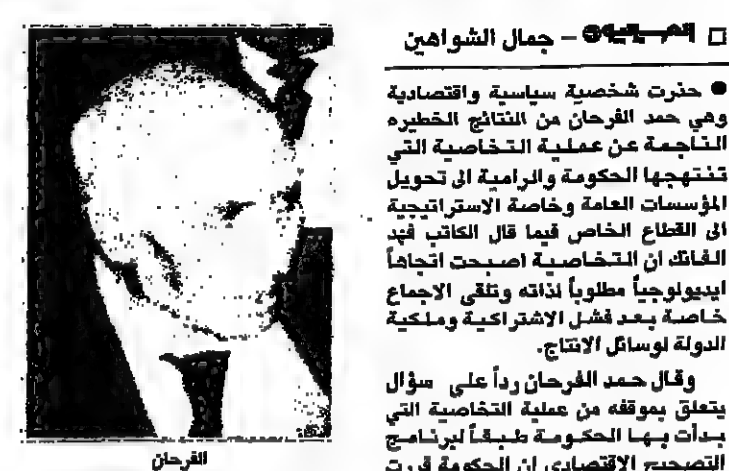 □ – جمال الشواهين
● حذرت شخصية سياسية واقتصادية
وهي حمد الفرحان من النتائج الخطيره
الناجمة عن عملية التخاصية التي
تنتهجها الحكومة والرامية الى تحويل
المؤسسات العامة وخاصة الاستراتيجية
الى القطاع الخاص فيما قال الكاتب فهد
الفانك ان التخاصية اصبحت اتجاهاً
ايديولوجياً مطلوباً لذاته وتلقى الاجماع
خاصة بعد فشل الاشتراكية وملكية
الدولة لوسائل الانتاج.
وقال حمد الفرحان رداً على سؤال
يتعلق بموقفه من عملية التخاصية التي
بدأت بها الحكومة طبقاً لبرنامج
التصحيح الاقتصادي ان الحكومة قررت
الفرحان